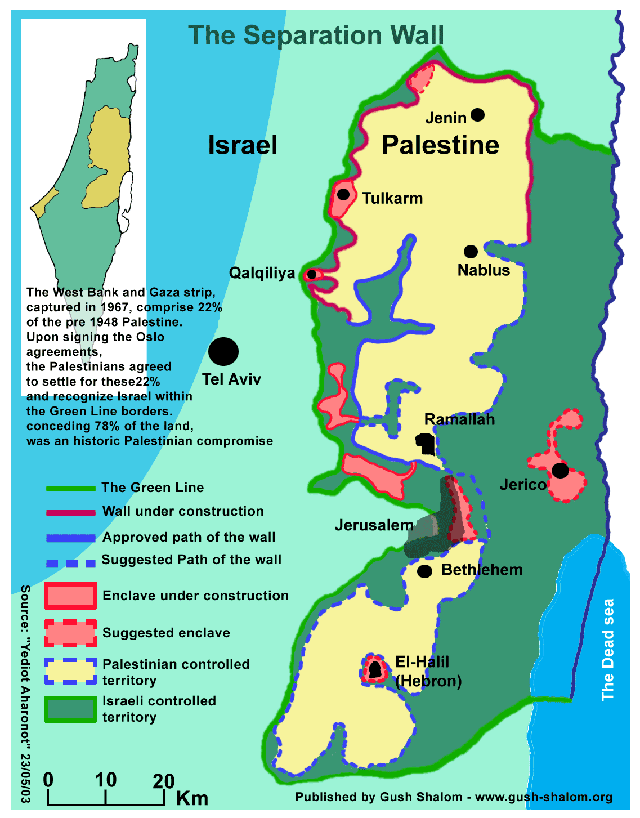 The Separation Wall
Israel
Palestine
Jenin
Tulkarm
Qalqiliya
Nablus
Tel Aviv
Ramallah
Jerico
Jerusalem
Bethlehem
El-Halil
(Hebron)
The Dead sea
The West Bank and Gaza strip,
captured in 1967, comprise 22%
of the pre 1948 Palestine.
Upon signing the Oslo
agreements,
the Palestinians agreed
to settle for these22%
and recognize Israel within
the Green Line borders.
conceding 78% of the land,
was an historic Palestinian compromise
The Green Line
Wall under construction
Approved path of the wall
Suggested Path of the wall
Enclave under construction
Suggested enclave
Palestinian controlled
territory
Israeli controlled
territory
Source: "Yediot Aharonot" 23/05/03
0 10 20
Km
Published by Gush Shalom - www.gush-shalom.org